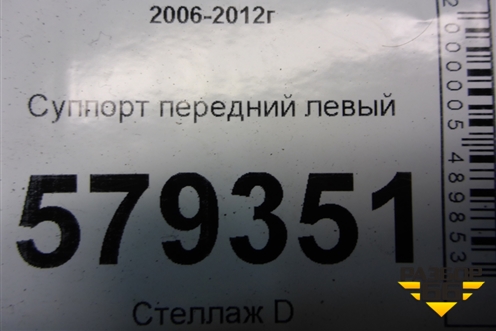 2006-2012г
Суппорт передний левый
579351
Стеллаж D
2000005489853